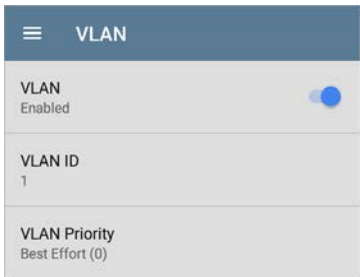 VLAN
VLAN
Enabled
VLAN ID
1
VLAN Priority
Best Effort (0)